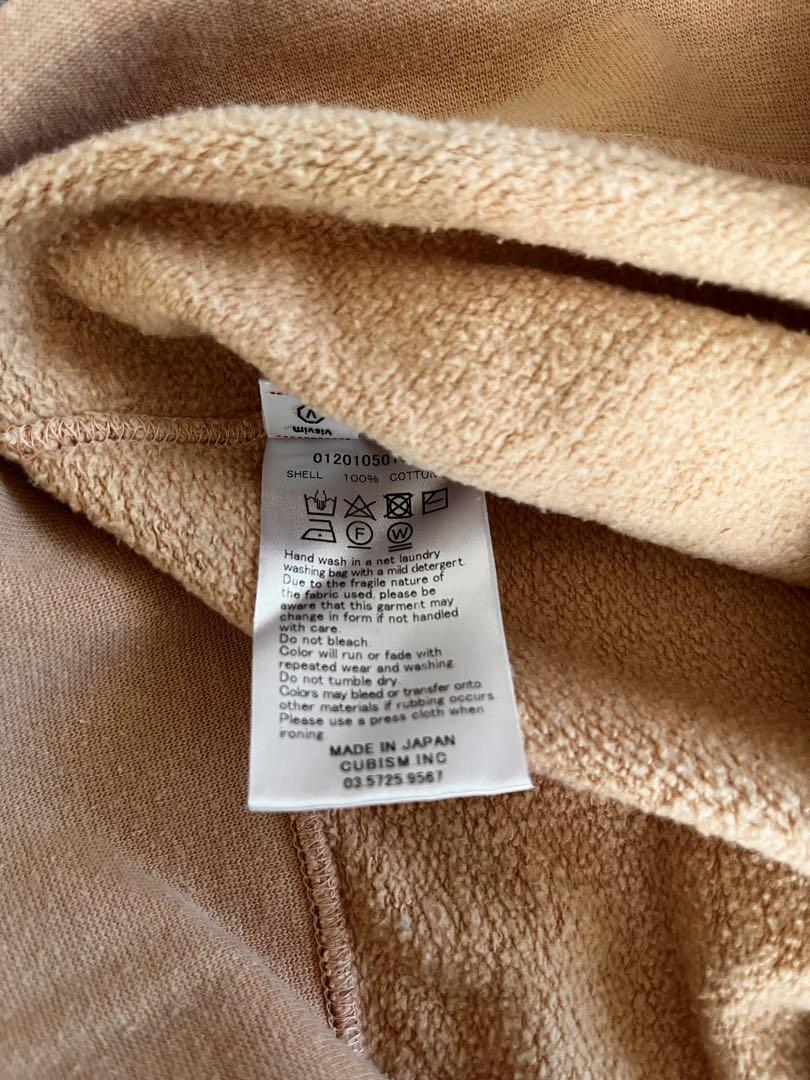 visvim
V
01201050
SHELL 100% COTTON
F W
Hand wash in a net laundry
washing bag with a mild detergert.
Due to the fragile nature of
the fabric used, please be
aware that this garment may
change in form if not handled
with care.
Do not bleach.
Color will run or fade with
repeated wear and washing.
Do not tumble dry.
Colors may bleed or transfer onto
other materials if rubbing occurs.
Please use a press cloth when
ironing.
MADE IN JAPAN
CUBISM.INC
03.5725.9567